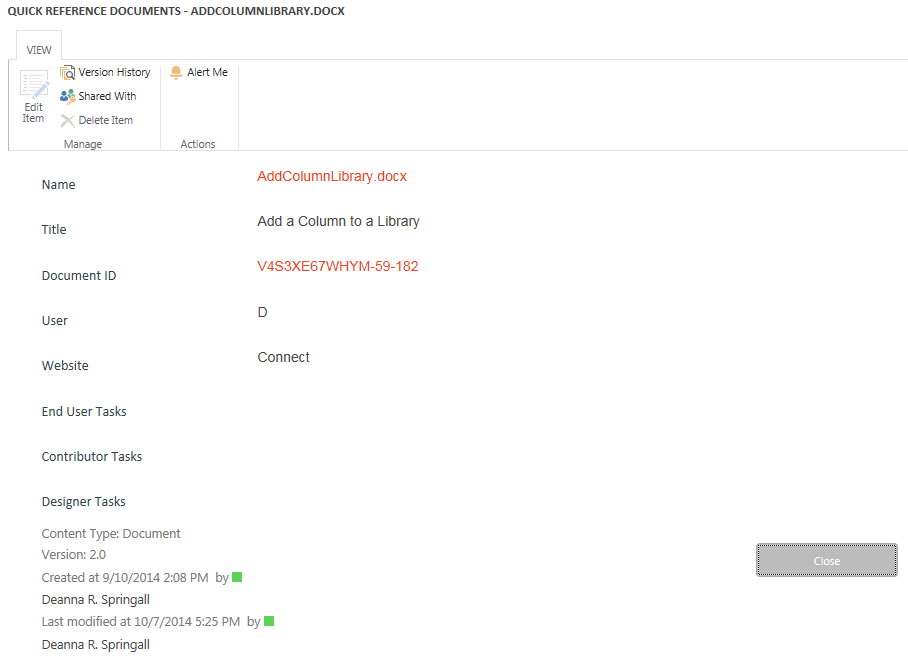 QUICK REFERENCE DOCUMENTS - ADDCOLUMNLIBRARY.DOCX
VIEW
Edit Item
Version History
Shared With
Delete Item
Manage
Alert Me
Actions
Name AddColumnLibrary.docx
Title Add a Column to a Library
Document ID V4S3XE67WHYM-59-182
User D
Website Connect
End User Tasks
Contributor Tasks
Designer Tasks
Content Type: Document
Version: 2.0
Created at 9/10/2014 2:08 PM by
Deanna R. Springall
Last modified at 10/7/2014 5:25 PM by
Deanna R. Springall
Close